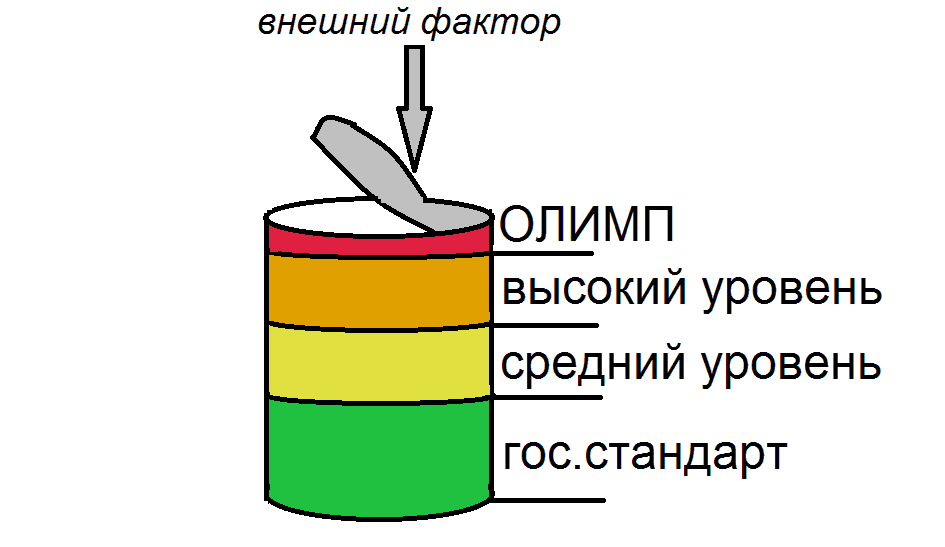 внешний фактор
ОЛИМП
высокий уровень
средний уровень
гос.стандарт